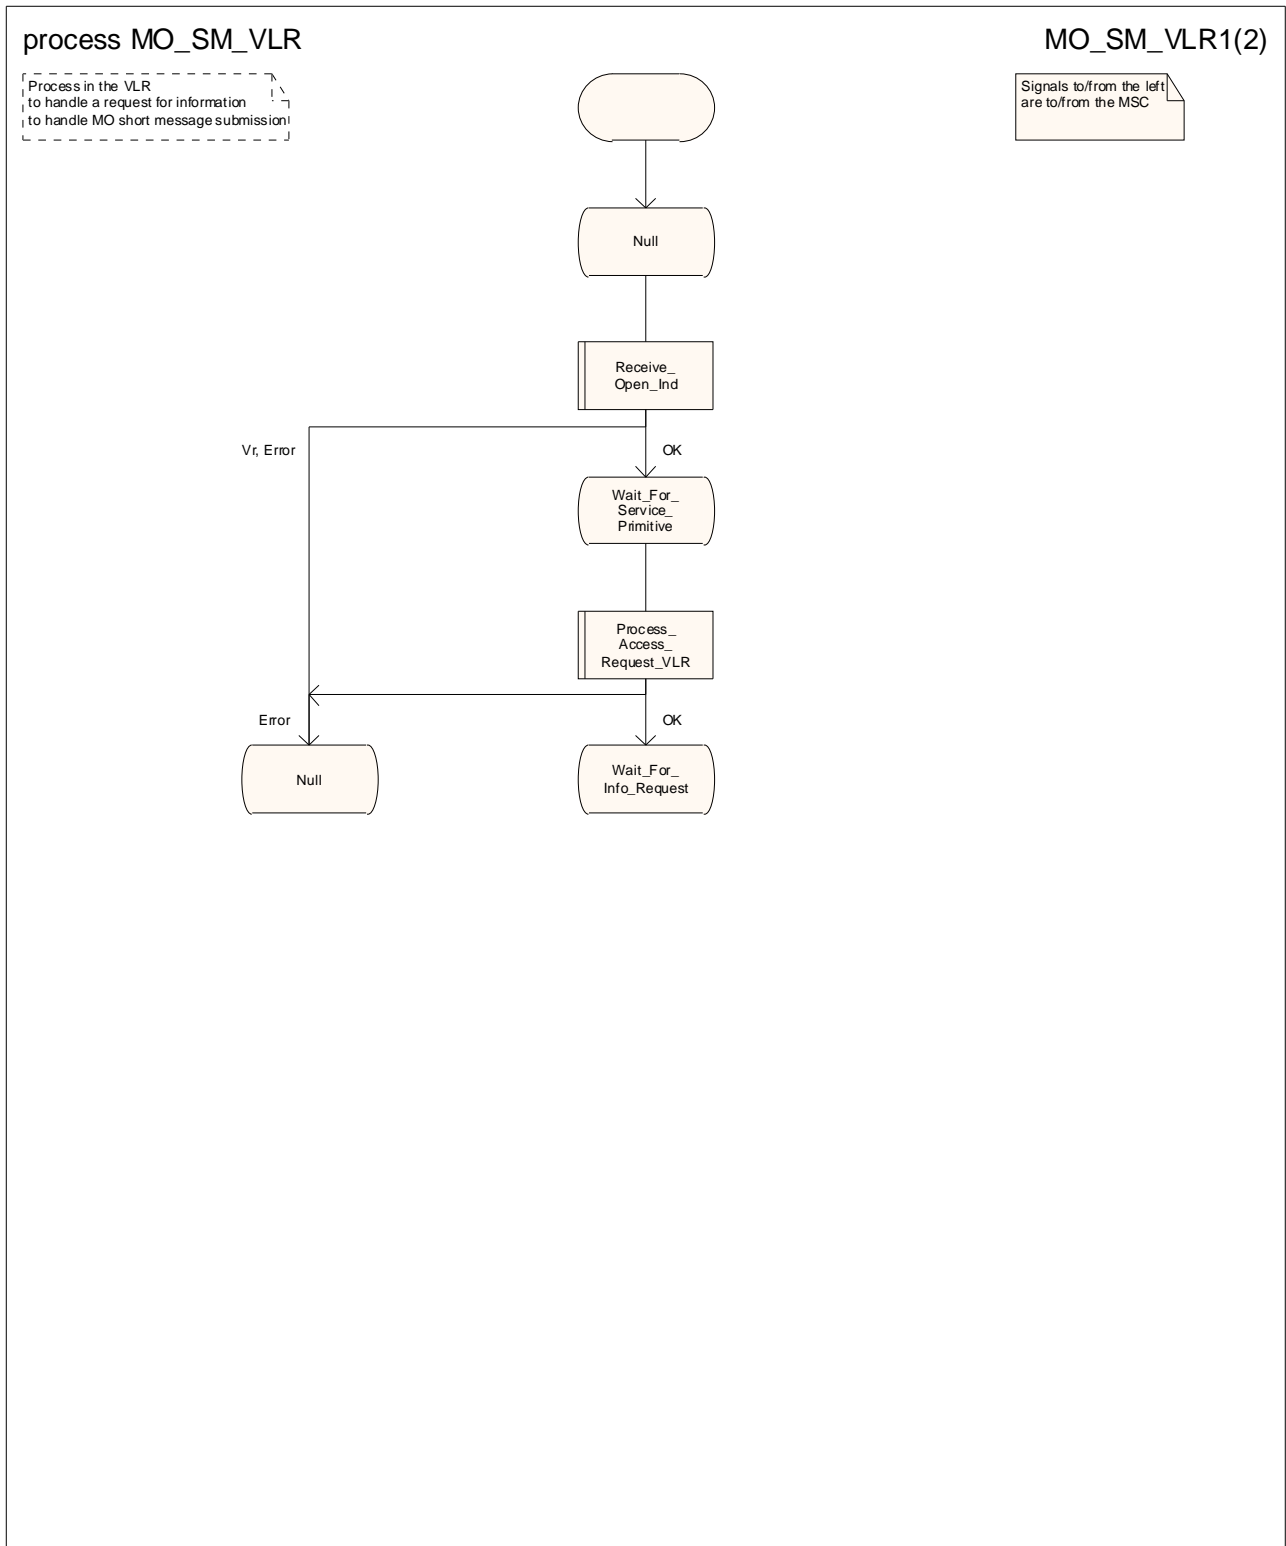 process MO_SM_VLR
MO_SM_VLR1(2)
Process in the VLR
to handle a request for information
to handle MO short message submission
Signals to/from the left
are to/from the MSC
Null
Receive_
Open_Ind
Vr, Error
OK
Wait_For_
Service_
Primitive
Process_
Access_
Request_VLR
Error
OK
Null
Wait_For_
Info_Request